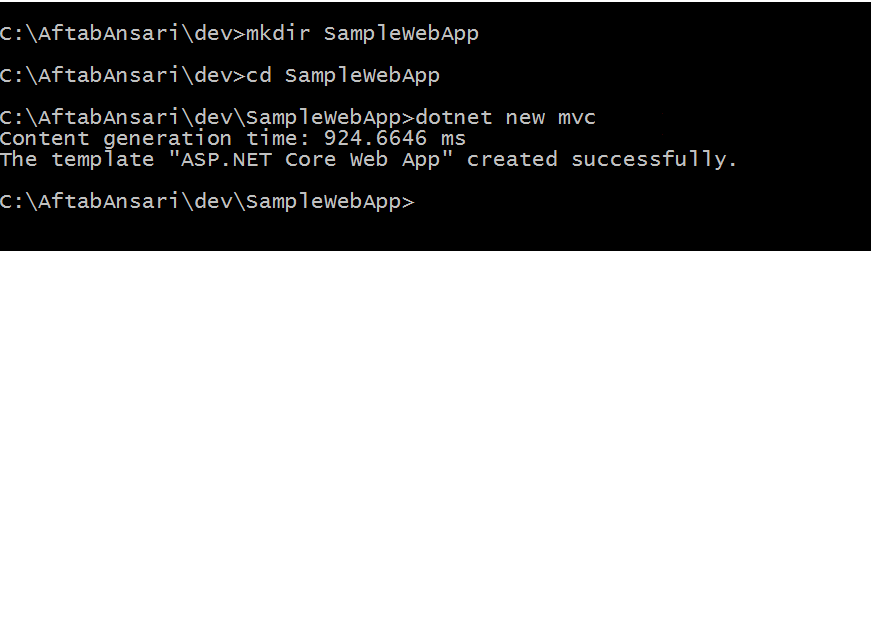 C:\AftabAnsari\dev>mkdir SampleWebApp
C:\AftabAnsari\dev>cd SampleWebApp
C:\AftabAnsari\dev\SampleWebApp>dotnet new mvc
Content generation time: 924.6646 ms
The template "ASP.NET Core Web App" created successfully.
C:\AftabAnsari\dev\SampleWebApp>